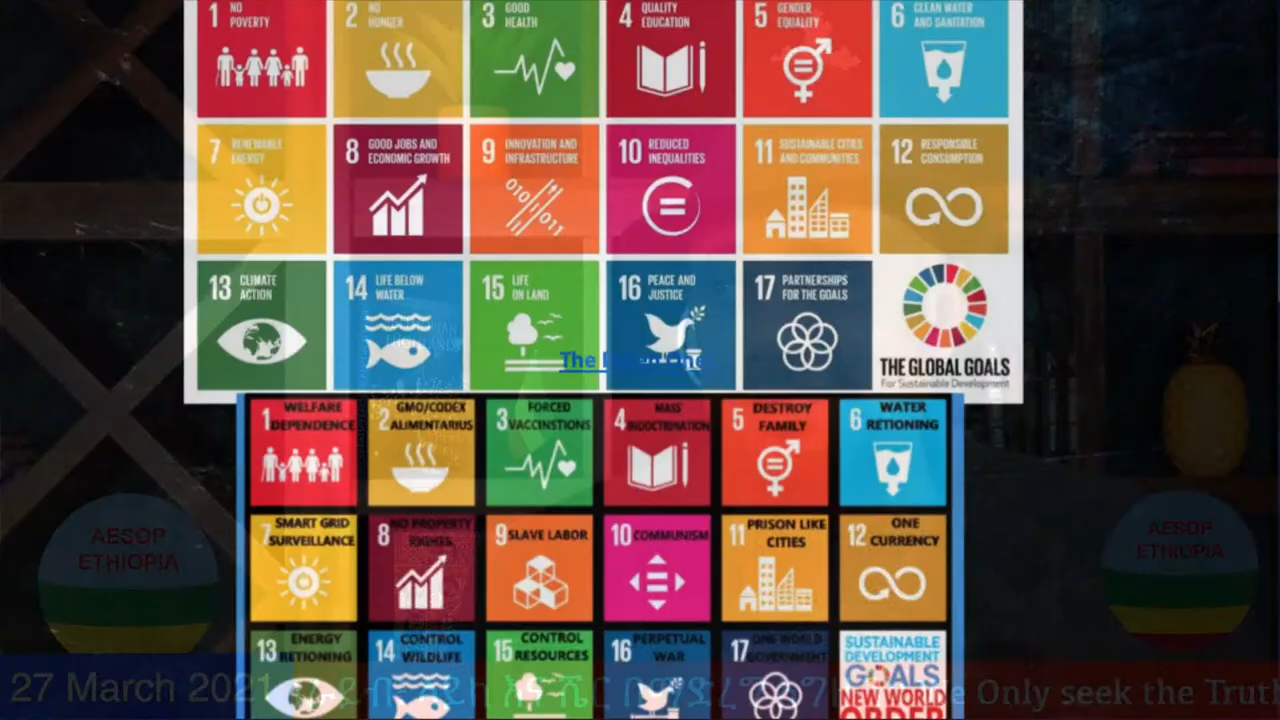 1 NO
POVERTY
2 NO
HUNGER
3 GOOD
HEALTH
4 QUALITY
EDUCATION
5 GENDER
EQUALITY
6 CLEAN WATER
AND SANITATION
7 RENEWABLE
ENERGY
8 GOOD JOBS AND
ECONOMIC GROWTH
9 INNOVATION AND
INFRASTRUCTURE
10 REDUCED
INEQUALITIES
11 SUSTAINABLE CITIES
AND COMMUNITIES
12 RESPONSIBLE
CONSUMPTION
13 CLIMATE
ACTION
14 LIFE BELOW
WATER
15 LIFE
ON LAND
16 PEACE AND
JUSTICE
17 PARTNERSHIPS
FOR THE GOALS
THE GLOBAL GOALS
For Sustainable Development
The
1 WELFARE
DEPENDENCE
2 GMO/CODEX
ALIMENTARIUS
3 FORCED
VACCINSTIONS
4 MASS
INDOCTRINATION
5 DESTROY
FAMILY
6 WATER
RETIONING
7 SMART GRID
SURVEILLANCE
8 NO PROPERTY
RIGHTS
9 SLAVE LABOR
10 COMMUNISM
11 PRISON LIKE
CITIES
12 ONE
CURRENCY
13 ENERGY
RETIONING
14 CONTROL
WILDLIFE
15 CONTROL
RESOURCES
16 PERPETUAL
WAR
17 ONE WORLD
GOVERNMENT
SUSTAINABLE
DEVELOPMENT
GOALS
NEW WORLD
ORDER
AESOP
ETHIOPIA
AESOP
ETHIOPIA
27 March 2021
Only seek the Trut